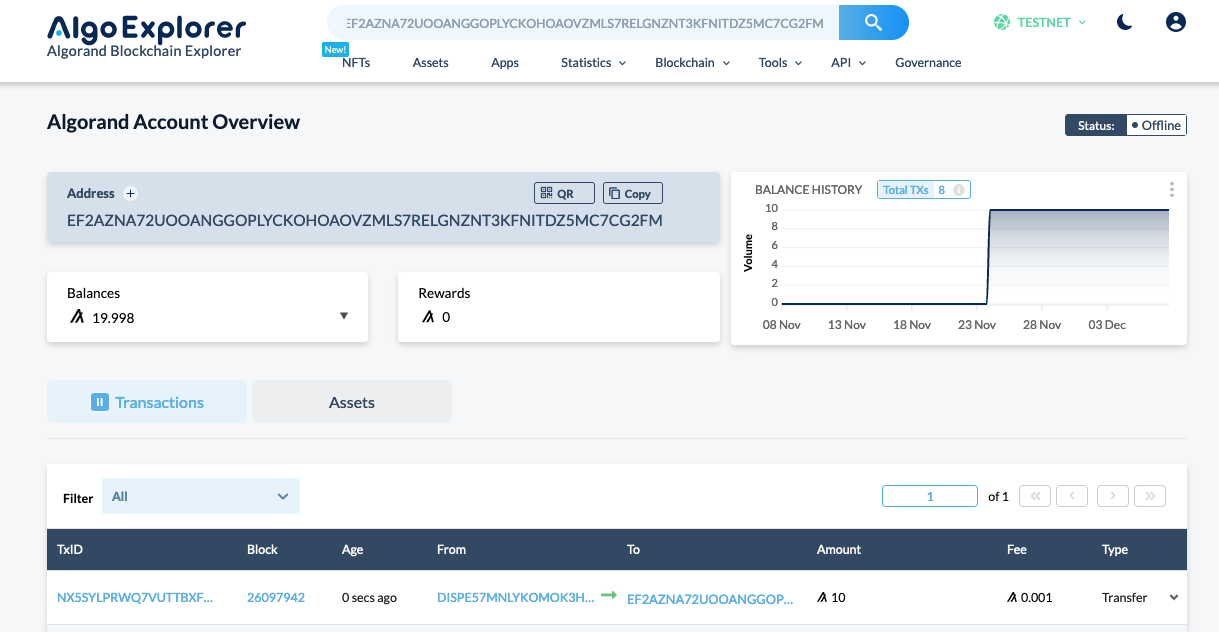 AlgoExplorer
Algorand Blockchain Explorer
EF2AZNA72UOOANGGOPLYCKOHOAOVZMLS7RELGNZNT3KFNITDZ5MC7CG2FM
TESTNET
New!
NFTs Assets Apps Statistics Blockchain Tools API Governance
Algorand Account Overview
Status: • Offline
Address +
QR
Copy
EF2AZNA72UOOANGGOPLYCKOHOAOVZMLS7RELGNZNT3KFNITDZ5MC7CG2FM
Balances
19.998
Rewards
0
BALANCE HISTORY
Total TXs 8
Volume
10
8
6
4
2
0
08 Nov 13 Nov 18 Nov 23 Nov 28 Nov 03 Dec
Transactions
Assets
Filter All
1 of 1
TxID Block Age From To Amount Fee Type
NX5SYLPRWQ7VUTTBXF... 26097942 0 secs ago DISPE57MNLYKOMOK3H... EF2AZNA72UOOANGGOP... 10 0.001 Transfer